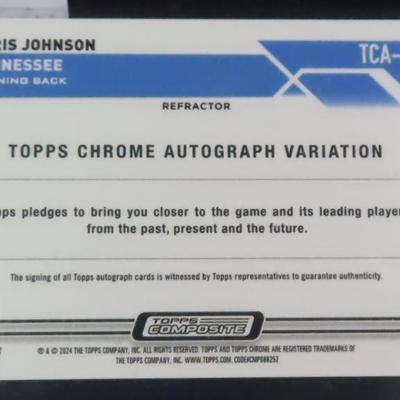 RIS JOHNSON
NESSEE
NING BACK
TCA-
REFRACTOR
TOPPS CHROME AUTOGRAPH VARIATION
ps pledges to bring you closer to the game and its leading player
from the past, present and the future.
The signing of all Topps autograph cards is witnessed by Topps representatives to guarantee authenticity.
TOPPS
COMPOSITE
® & © 2024 THE TOPPS COMPANY, INC. ALL RIGHTS RESERVED. TOPPS AND TOPPS CHROME ARE REGISTERED TRADEMARKS OF
THE TOPPS COMPANY, INC. WWW.TOPPS.COM. CODE#CMP088252